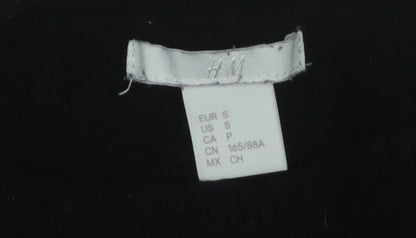 H M
EUR S
US S
CA P
CN 165/88A
MX CH